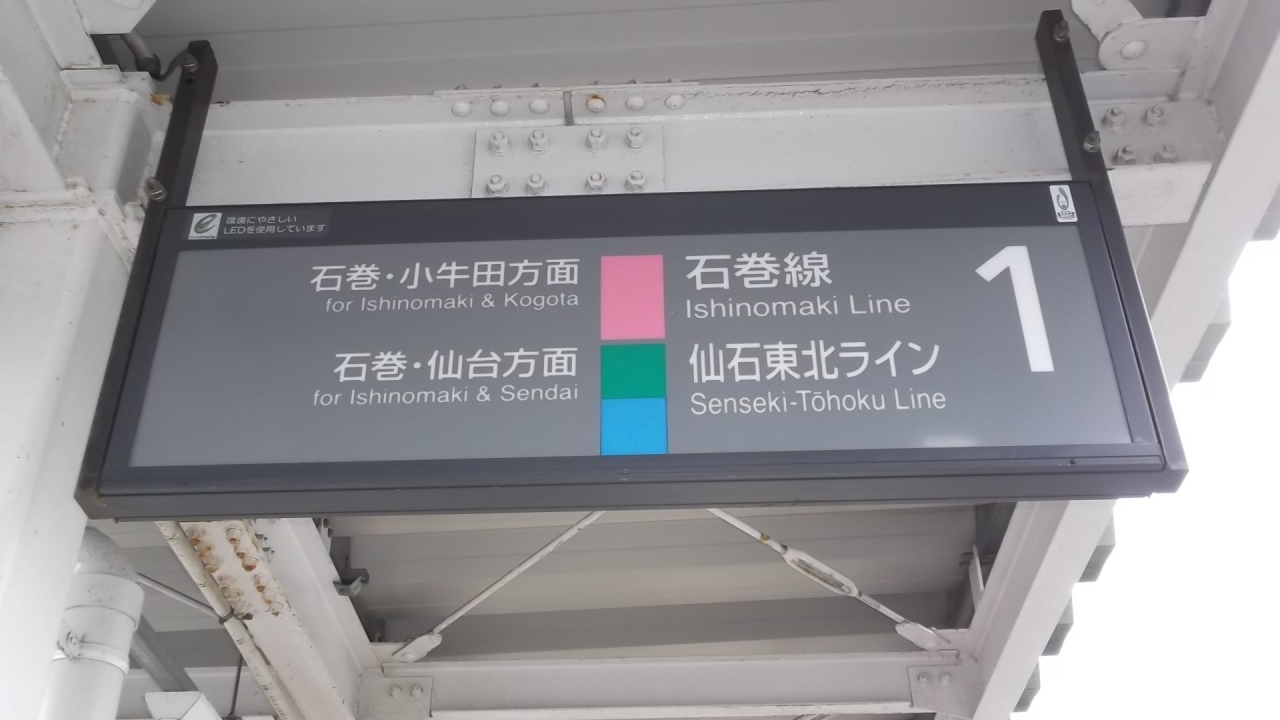 環境にやさしい
LEDを使用しています
石巻・小牛田方面
for Ishinomaki & Kogota
石巻線
Ishinomaki Line
1
石巻・仙台方面
for Ishinomaki & Sendai
仙石東北ライン
Senseki-Tōhoku Line